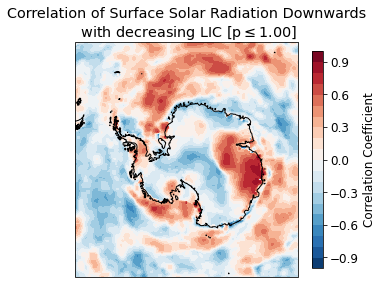 Correlation of Surface Solar Radiation Downwards
with decreasing LIC [p ≤ 1.00]
0.9
0.6
0.3
0.0
−0.3
−0.6
−0.9
Correlation Coefficient